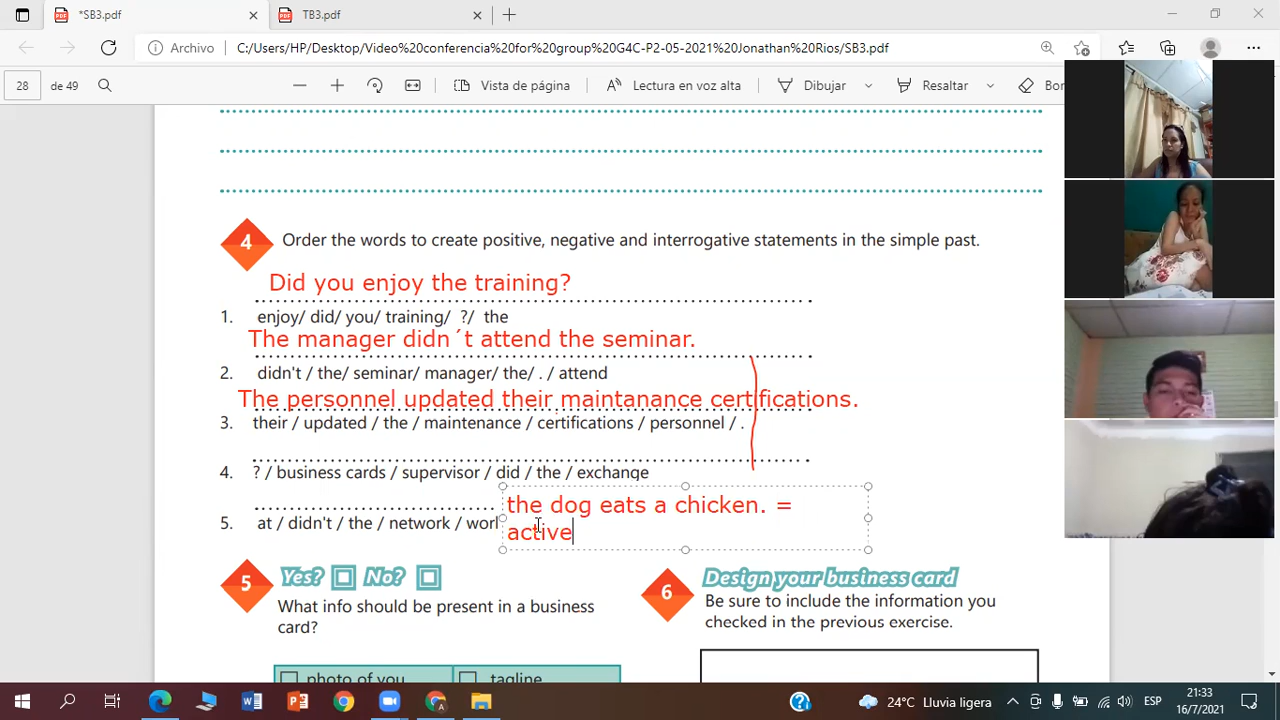 *SB3.pdf
TB3.pdf
Archivo C:/Users/HP/Desktop/Video%20conferencia%20for%20group%20G4C-P2-05-2021%20Jonathan%20Rios/SB3.pdf
28 de 49 Vista de página Lectura en voz alta Dibujar Resaltar Bor
4 Order the words to create positive, negative and interrogative statements in the simple past.
Did you enjoy the training?
1. enjoy/ did/ you/ training/ ?/ the
The manager didn´t attend the seminar.
2. didn't / the/ seminar/ manager/ the/ . / attend
The personnel updated their maintanance certifications.
3. their / updated / the / maintenance / certifications / personnel / .
4. ? / business cards / supervisor / did / the / exchange
the dog eats a chicken. =
5. at / didn't / the / network / worl
active
5 Yes? No?
What info should be present in a business
card?
6 Design your business card
Be sure to include the information you
checked in the previous exercise.
photo of you
tagline
24°C Lluvia ligera ESP 21:33
16/7/2021